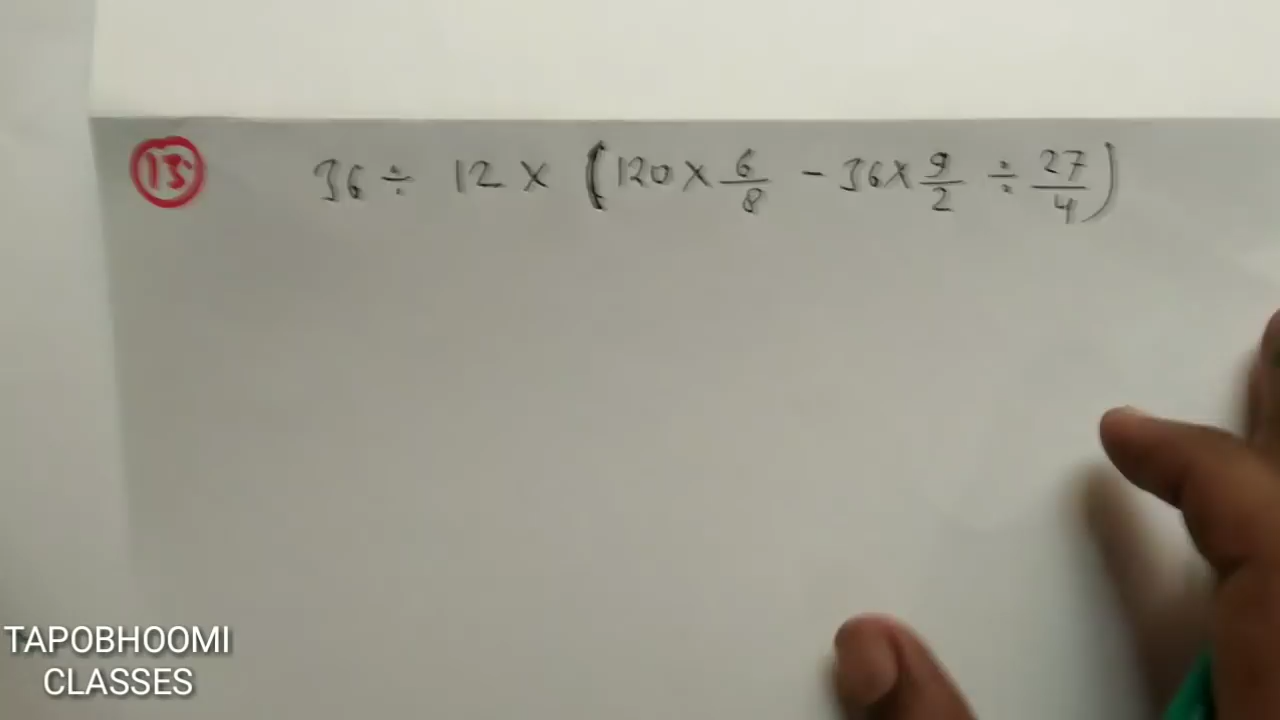 13 36 ÷ 12 × (120 × 6/8 - 36 × 9/2 ÷ 27/4)
TAPOBHOOMI
CLASSES